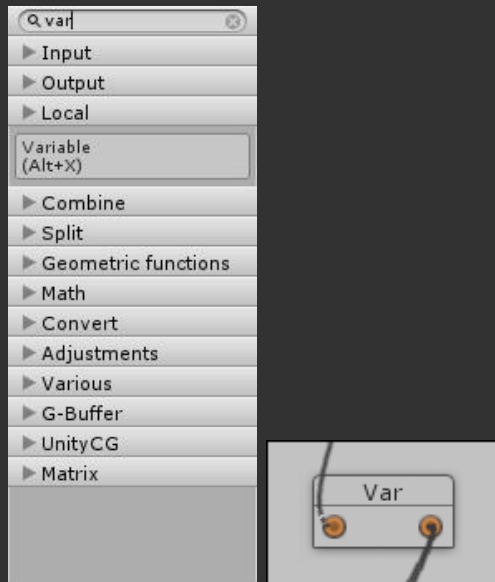 var
Input
Output
Local
Variable
(Alt+X)
Combine
Split
Geometric functions
Math
Convert
Adjustments
Various
G-Buffer
UnityCG
Matrix
Var